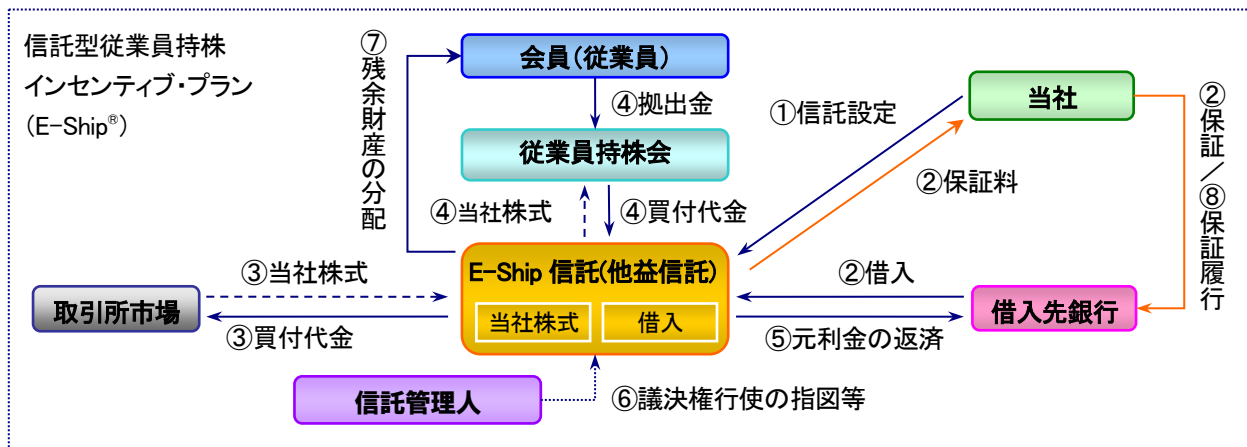 信託型従業員持株
インセンティブ・プラン
（E-Ship®）
⑦残余財産の分配
会員（従業員）
④拠出金
従業員持株会
④当社株式
④買付代金
①信託設定
②保証料
当社
②保証／⑧保証履行
③当社株式
取引所市場
③買付代金
E-Ship 信託(他益信託)
当社株式
借入
②借入
借入先銀行
⑤元利金の返済
信託管理人
⑥議決権行使の指図等